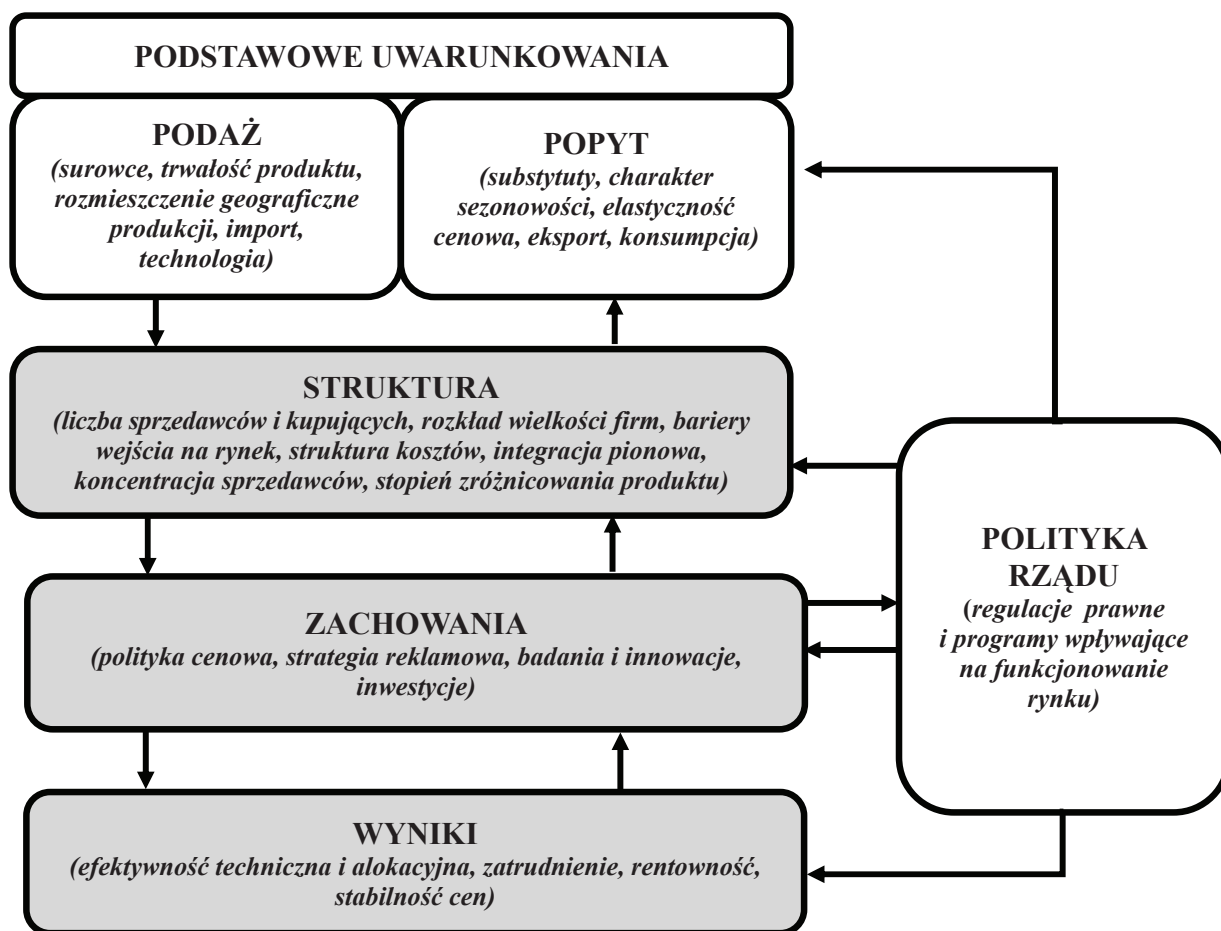 PODSTAWOWE UWARUNKOWANIA
PODAŻ
(surowce, trwałość produktu,
rozmieszczenie geograficzne
produkcji, import,
technologia)
POPYT
(substytuty, charakter
sezonowości, elastyczność
cenowa, eksport, konsumpcja)
STRUKTURA
(liczba sprzedawców i kupujących, rozkład wielkości firm, bariery
wejścia na rynek, struktura kosztów, integracja pionowa,
koncentracja sprzedawców, stopień zróżnicowania produktu)
ZACHOWANIA
(polityka cenowa, strategia reklamowa, badania i innowacje,
inwestycje)
WYNIKI
(efektywność techniczna i alokacyjna, zatrudnienie, rentowność,
stabilność cen)
POLITYKA
RZĄDU
(regulacje prawne
i programy wpływające
na funkcjonowanie
rynku)